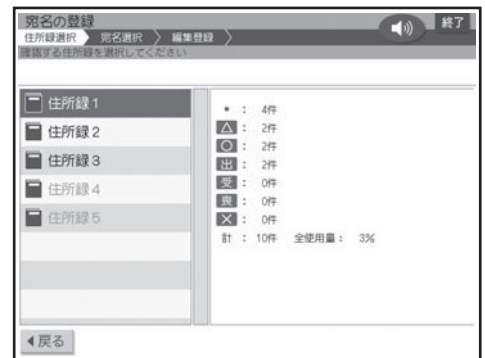 宛名の登録
終了
住所録選択 宛名選択 編集登録
確認する住所録を選択してください
住所録1
住所録2
住所録3
住所録4
住所録5
* : 4件
△ : 2件
○ : 2件
出 : 2件
受 : 0件
喪 : 0件
× : 0件
計 : 10件 全使用量: 3%
◀戻る